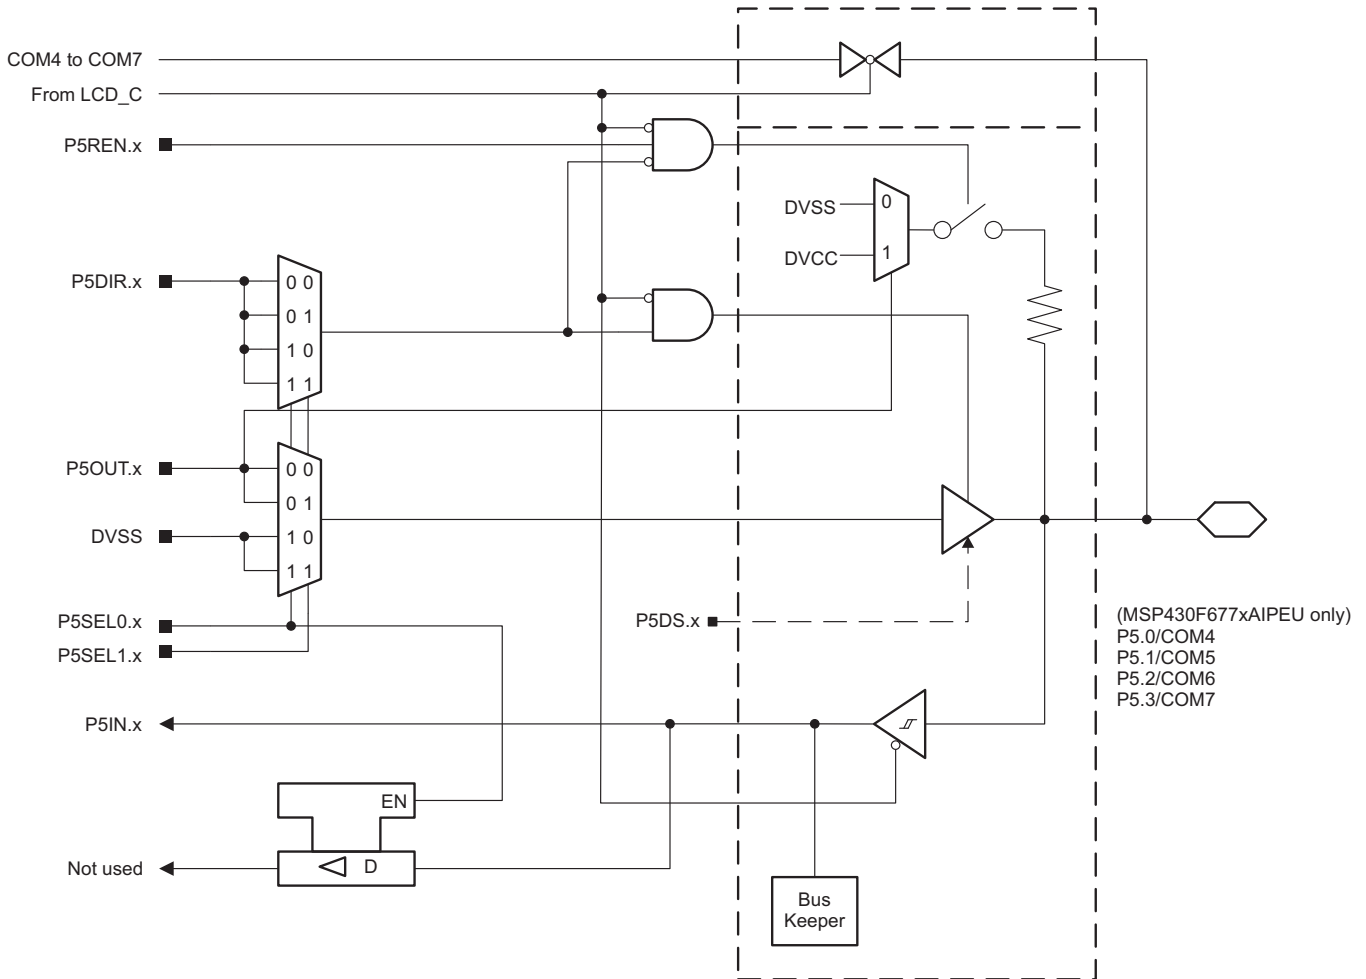 COM4 to COM7
From LCD_C
P5REN.x
DVSS
0
DVCC
1
P5DIR.x
0 0
0 1
1 0
1 1
P5OUT.x
0 0
0 1
DVSS
1 0
1 1
P5SEL0.x
P5SEL1.x
P5DS.x
(MSP430F677xAIPEU only)
P5.0/COM4
P5.1/COM5
P5.2/COM6
P5.3/COM7
P5IN.x
EN
Not used
D
Bus
Keeper